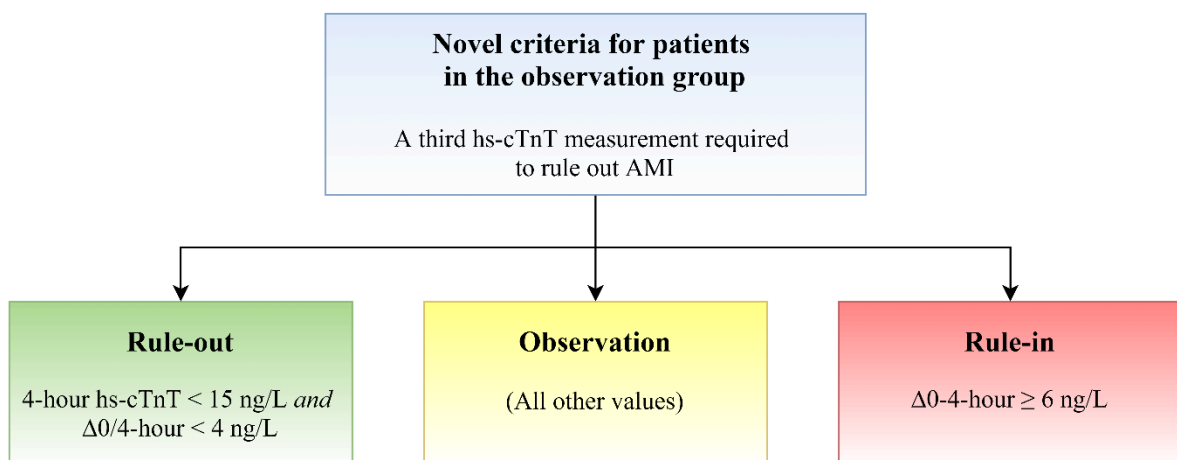 Novel criteria for patients
in the observation group
A third hs-cTnT measurement required
to rule out AMI
Rule-out
4-hour hs-cTnT < 15 ng/L and
Δ0/4-hour < 4 ng/L
Observation
(All other values)
Rule-in
Δ0-4-hour ≥ 6 ng/L